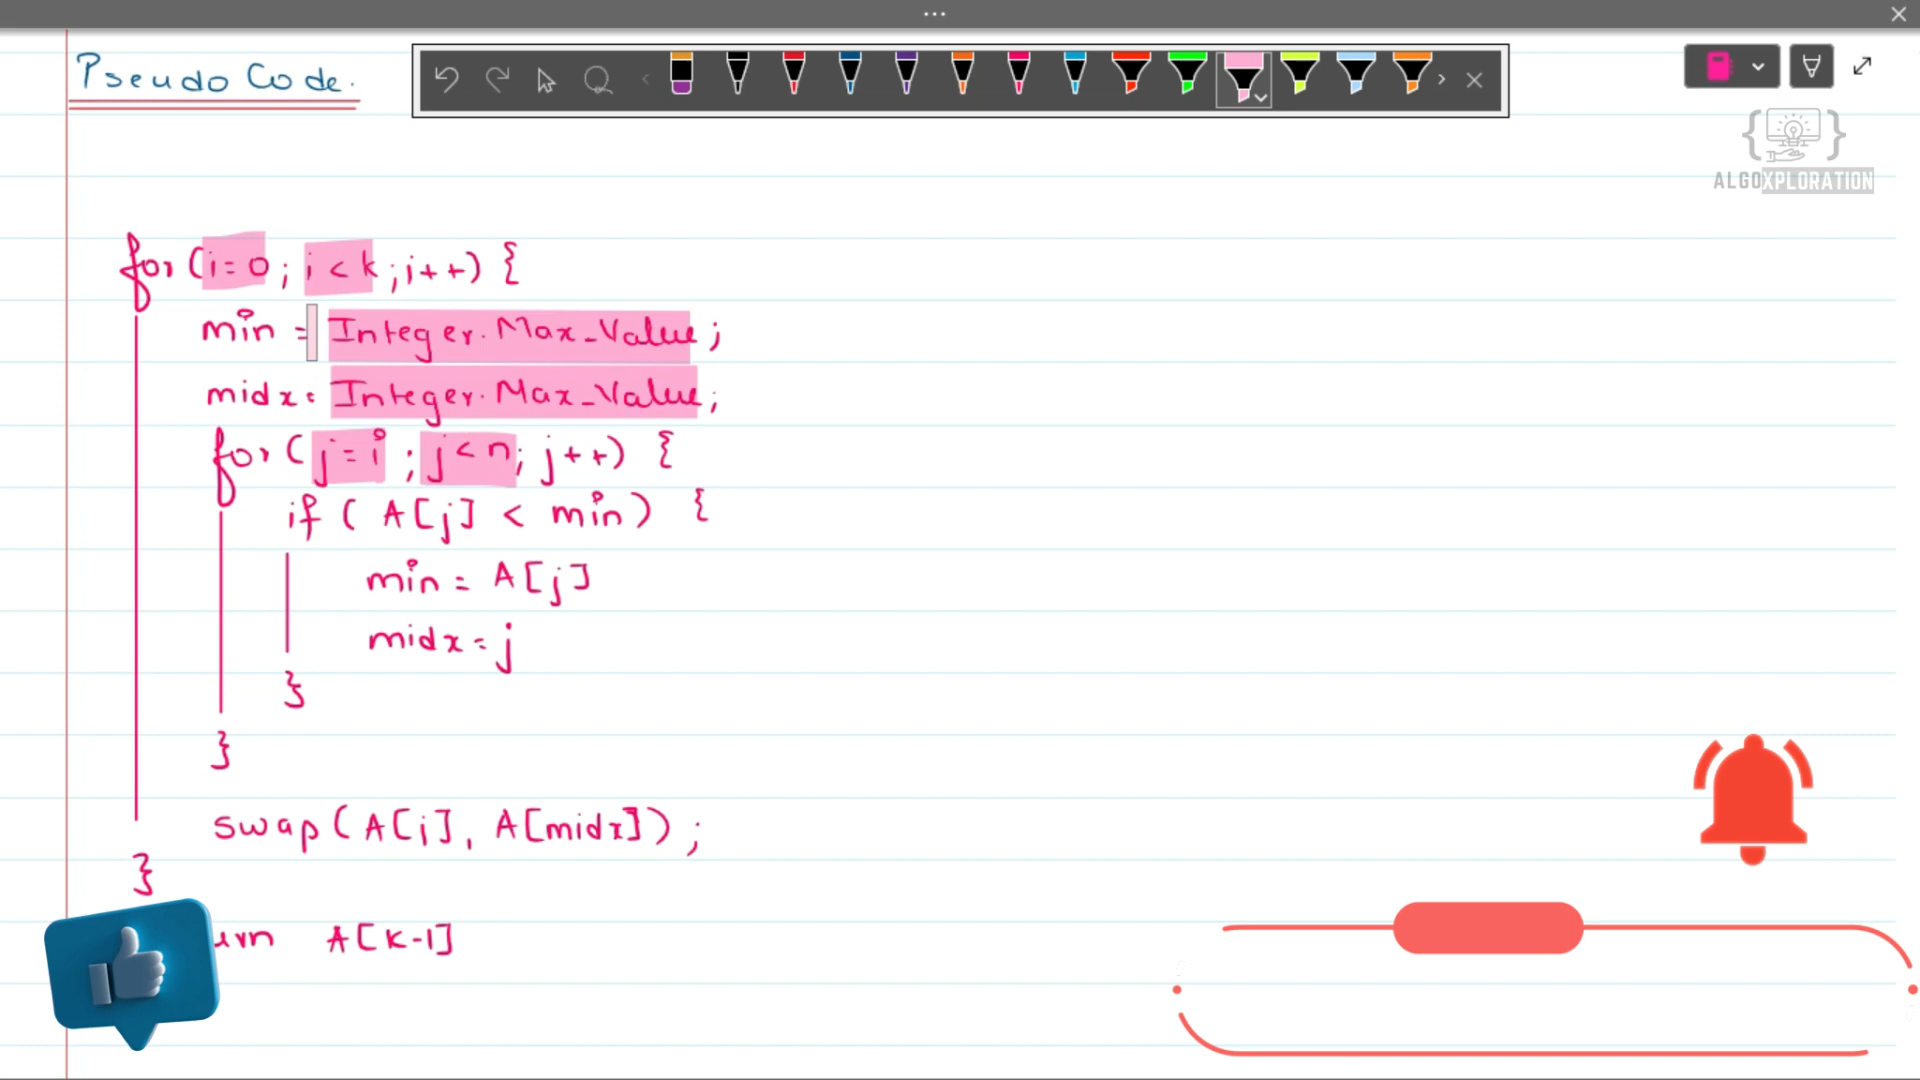 Pseudo Code.
ALGOXPLORATION
for (i=0; i<k; i++) {
min = Integer.Max_Value;
midx = Integer.Max_Value;
for (j=i; j<n; j++) {
if (A[j] < min) {
min = A[j]
midx = j
}
}
swap(A[i], A[midx]);
}
A[K-1]